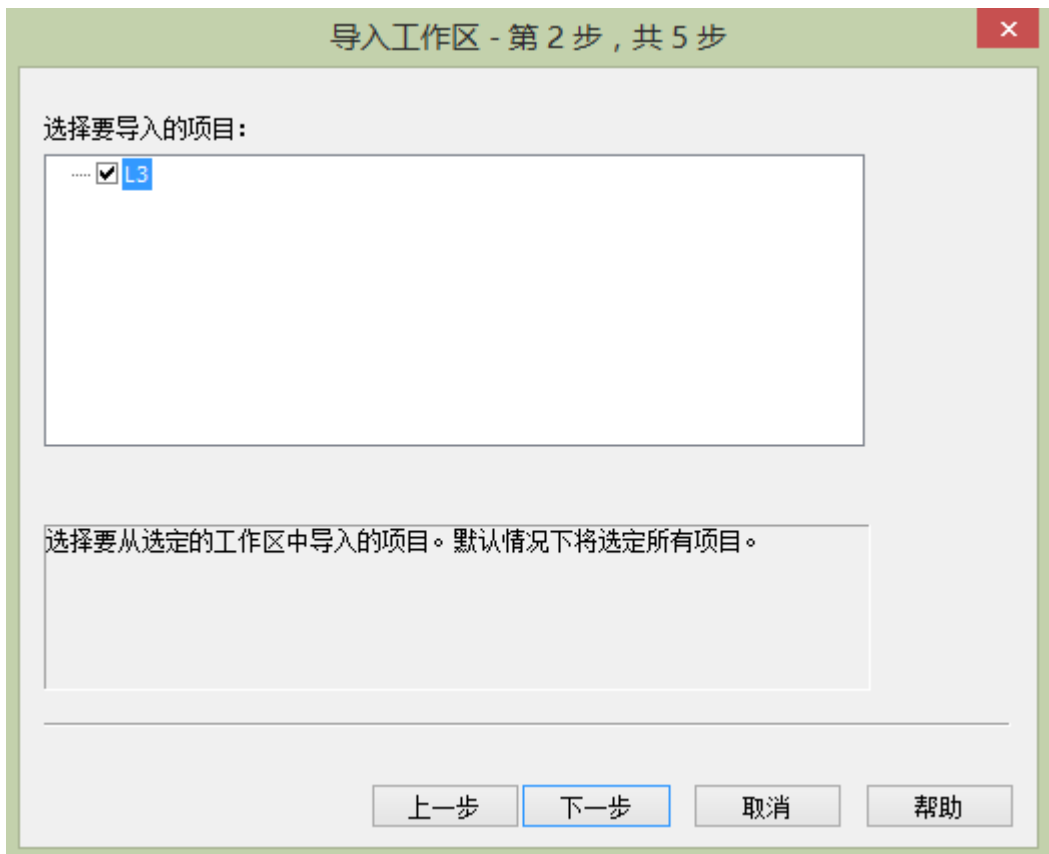 导入工作区 - 第 2 步，共 5 步
选择要导入的项目:
L3
选择要从选定的工作区中导入的项目。默认情况下将选定所有项目。
上一步 下一步 取消 帮助